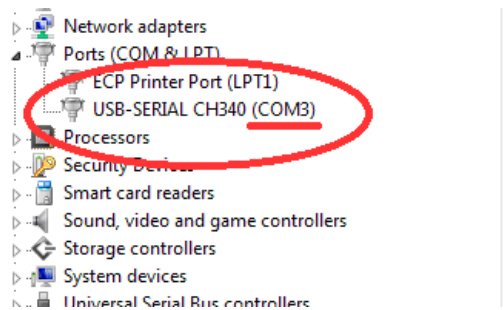 Network adapters
Ports (COM & LPT)
ECP Printer Port (LPT1)
USB-SERIAL CH340 (COM3)
Processors
Security Devices
Smart card readers
Sound, video and game controllers
Storage controllers
System devices
Universal Serial Bus controllers